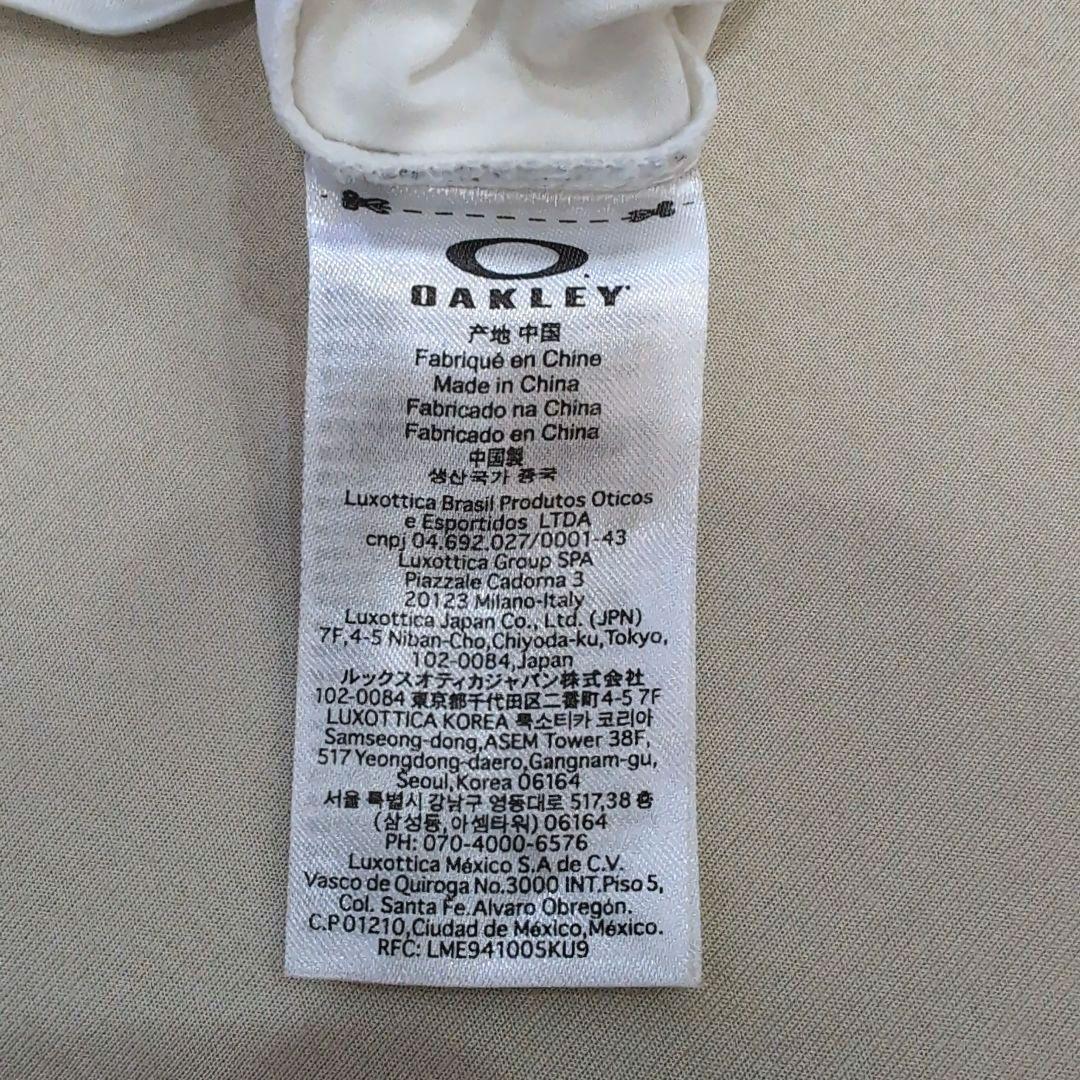 OAKLEY
产地 中国
Fabriqué en Chine
Made in China
Fabricado na China
Fabricado en China
中国製
생산국가 중국
Luxottica Brasil Produtos Oticos
e Esportidos LTDA
cnpj 04.692.027/0001-43
Luxottica Group SPA
Piazzale Cadorna 3
20123 Milano-Italy
Luxottica Japan Co., Ltd. (JPN)
7F,4-5 Niban-Cho,Chiyoda-ku,Tokyo,
102-0084,Japan
ルックスオティカジャパン株式会社
102-0084 東京都千代田区二番町4-5 7F
LUXOTTICA KOREA 룩소티카 코리아
Samseong-dong,ASEM Tower 38F,
517 Yeongdong-daero,Gangnam-gu,
Seoul,Korea 06164
서울 특별시 강남구 영동대로 517,38 층
(삼성동,아셈타워) 06164
PH: 070-4000-6576
Luxottica México S.A de C.V.
Vasco de Quiroga No.3000 INT.Piso 5,
Col. Santa Fe.Alvaro Obregón.
C.P 01210,Ciudad de México,México.
RFC: LME941005KU9